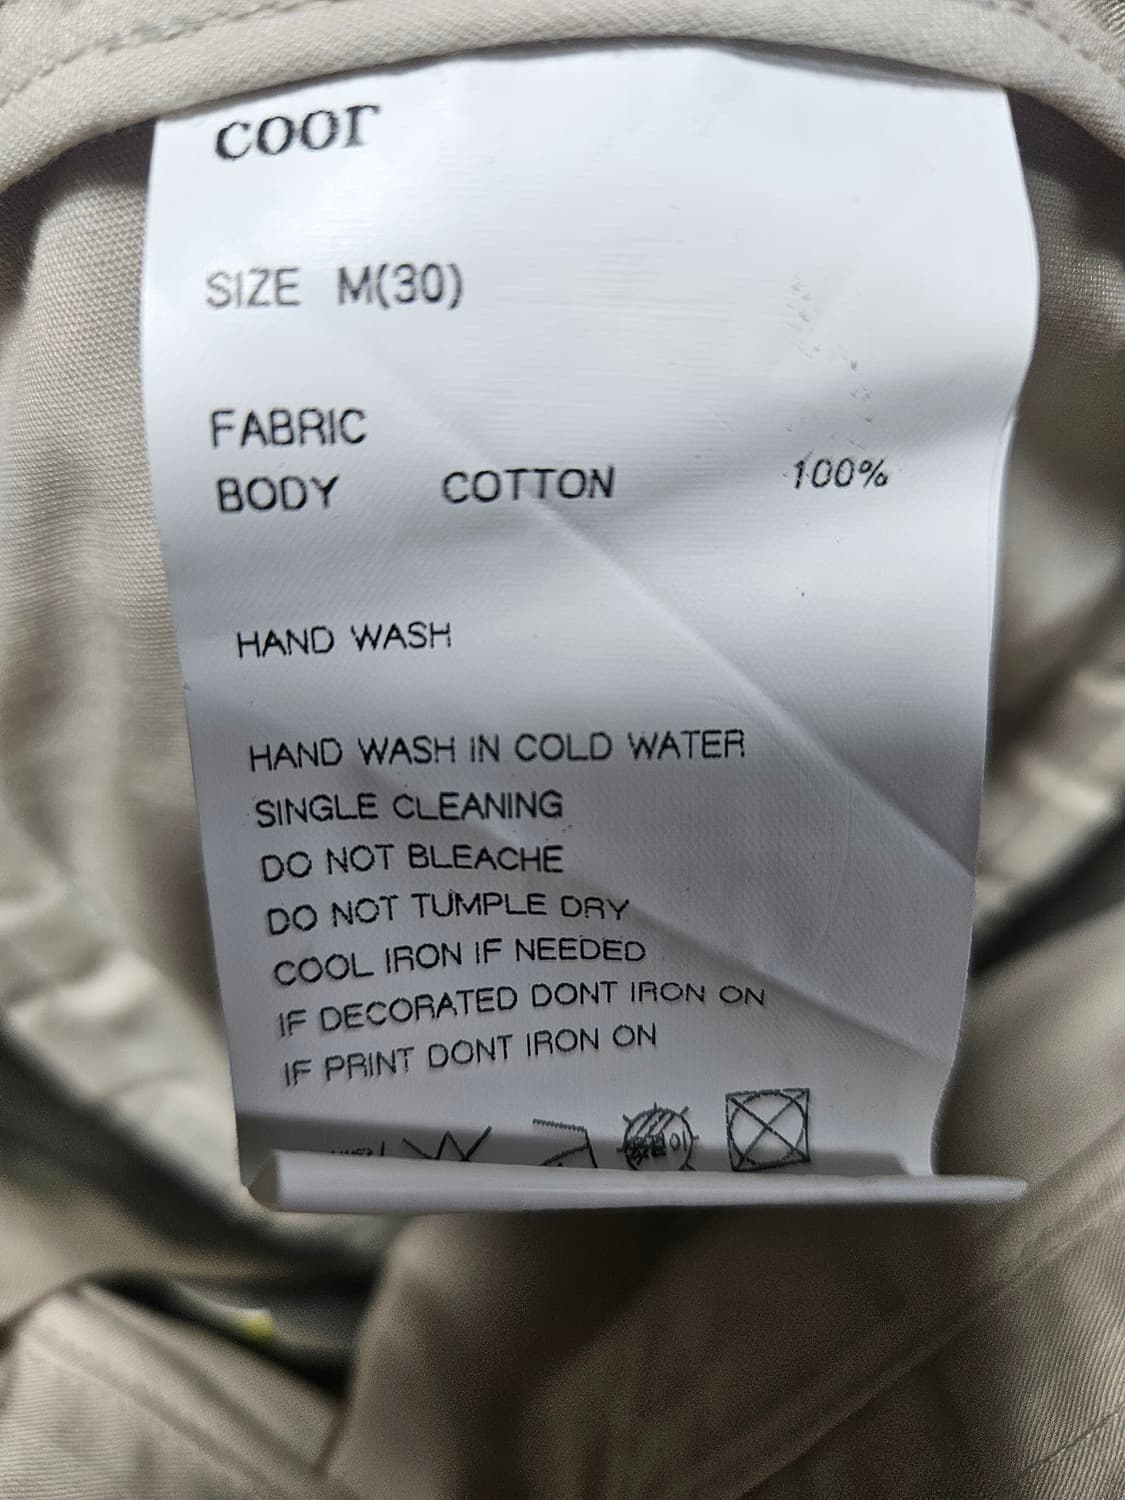 coor
SIZE M(30)
FABRIC
BODY COTTON 100%
HAND WASH
HAND WASH IN COLD WATER
SINGLE CLEANING
DO NOT BLEACHE
DO NOT TUMPLE DRY
COOL IRON IF NEEDED
IF DECORATED DONT IRON ON
IF PRINT DONT IRON ON